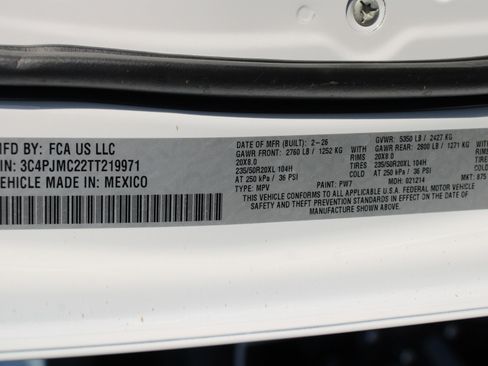 MFD BY: FCA US LLC
IN: 3C4PJMC22TT219971
VEHICLE MADE IN: MEXICO
DATE OF MFR (BUILT): 2-26 GVWR: 5350 LB / 2427 KG
GAWR FRONT: 2760 LB / 1252 KG GAWR REAR: 2800 LB / 1271 KG
20X8.0 RIMS 20X8.0
235/50R20XL 104H TIRES 235/50R20XL 104H
AT 250 kPa / 36 PSI COLD AT 250 kPa / 36 PSI
TYPE: MPV PAINT: PW7 MDH: 021214 MKT: 875
THIS VEHICLE CONFORMS TO ALL APPLICABLE U.S.A. FEDERAL MOTOR VEHICLE
SAFETY AND THEFT PREVENTION STANDARDS IN EFFECT ON THE DATE OF
MANUFACTURE SHOWN ABOVE.